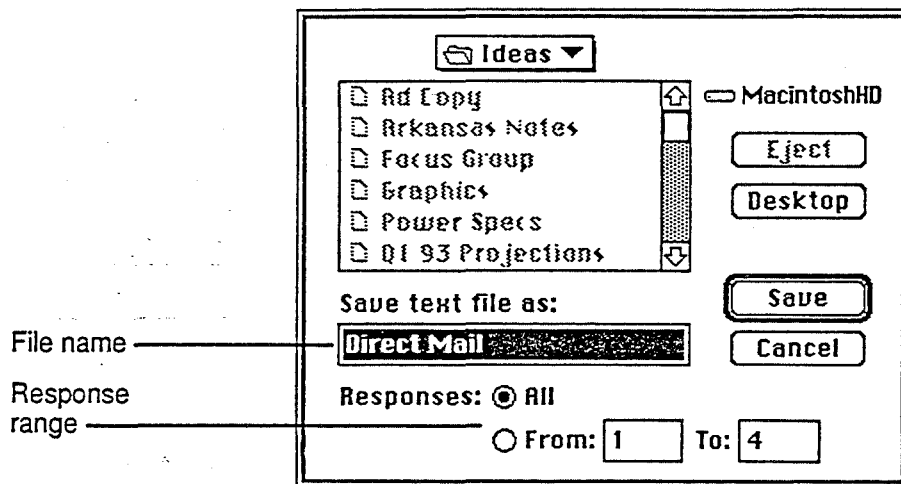 Ideas
Ad Copy
MacintoshHD
Arkansas Notes
Eject
Focus Group
Graphics
Desktop
Power Specs
Q1 93 Projections
Save text file as:
Save
File name
Direct Mail
Cancel
Response range
Responses: All
From: 1 To: 4